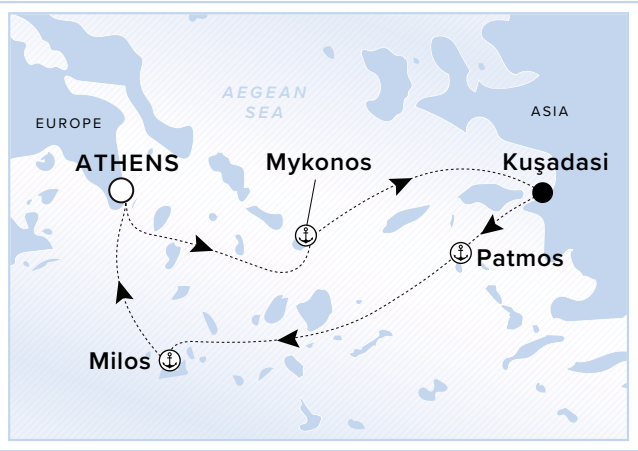 AEGEAN
SEA
EUROPE
ASIA
ATHENS
Mykonos
Kuşadasi
Patmos
Milos